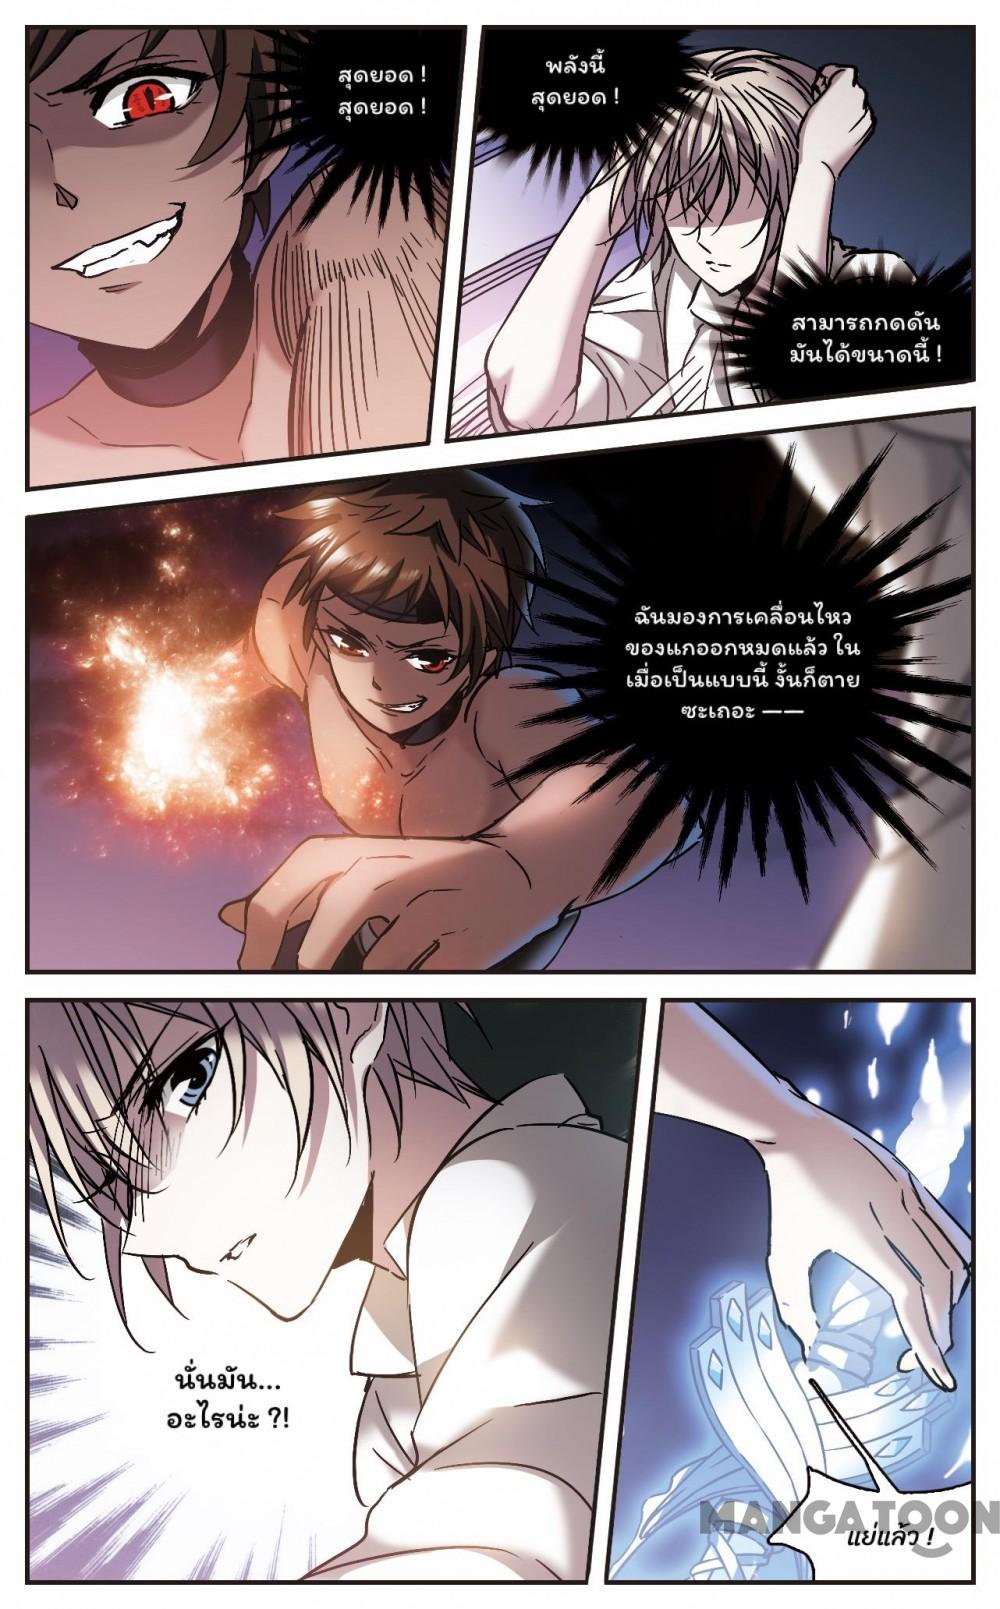 สุดยอด !
สุดยอด !
พลังนี้
สุดยอด !
สามารถกดดัน
มันได้ขนาดนี้ !
ฉันมองการเคลื่อนไหว
ของแกออกหมดแล้ว ใน
เมื่อเป็นแบบนี้ งั้นก็ตาย
ซะเถอะ ——
นั่นมัน...
อะไรน่ะ ?!
แย่แล้ว !
MANGATOON